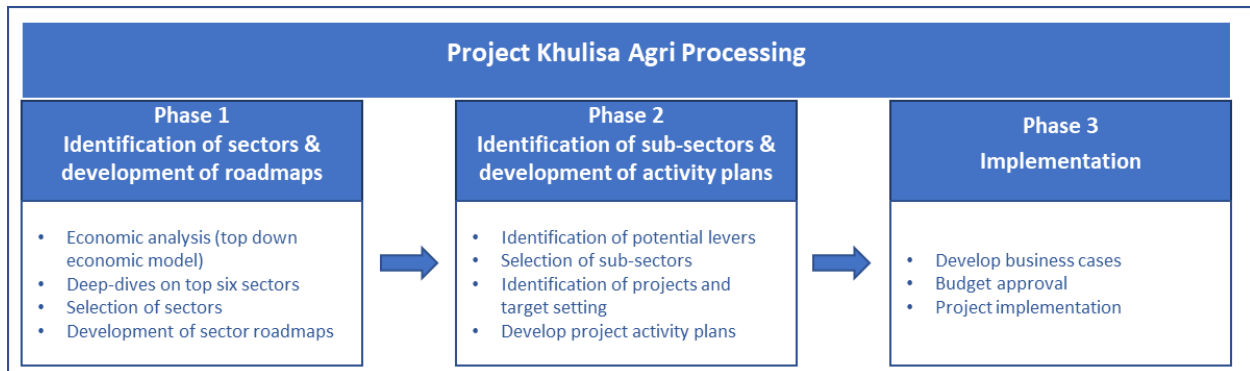 Project Khulisa Agri Processing
Phase 1
Identification of sectors &
development of roadmaps
• Economic analysis (top down
economic model)
• Deep-dives on top six sectors
• Selection of sectors
• Development of sector roadmaps
Phase 2
Identification of sub-sectors &
development of activity plans
• Identification of potential levers
• Selection of sub-sectors
• Identification of projects and
target setting
• Develop project activity plans
Phase 3
Implementation
• Develop business cases
• Budget approval
• Project implementation